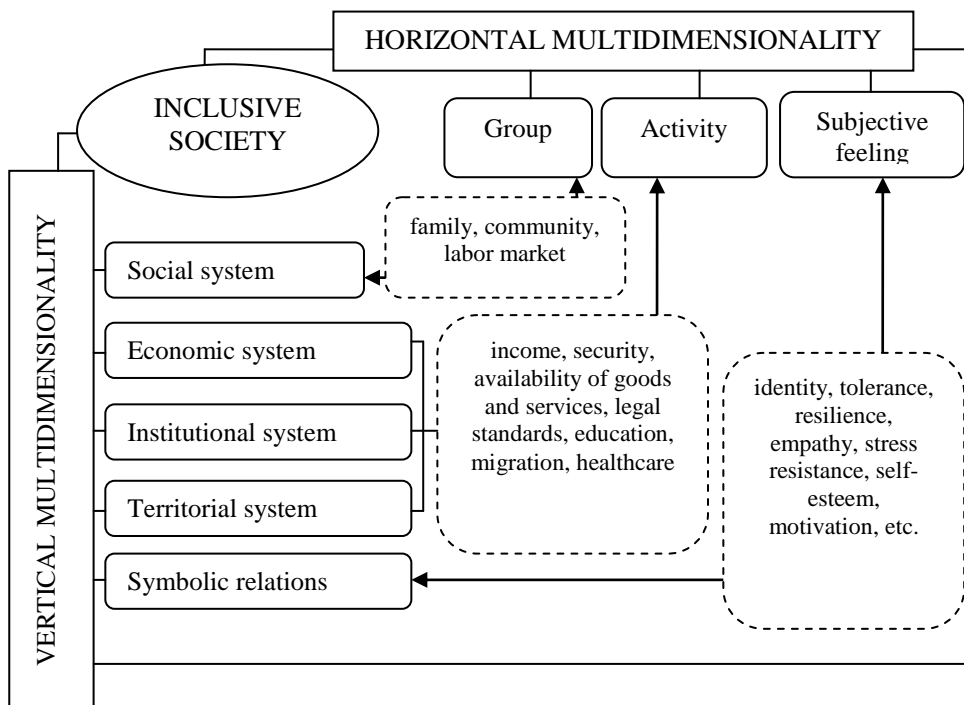 HORIZONTAL MULTIDIMENSIONALITY
INCLUSIVE
SOCIETY
Group
Activity
Subjective
feeling
VERTICAL MULTIDIMENSIONALITY
family, community,
labor market
Social system
Economic system
Institutional system
Territorial system
Symbolic relations
income, security,
availability of goods
and services, legal
standards, education,
migration, healthcare
identity, tolerance,
resilience,
empathy, stress
resistance, self-
esteem,
motivation, etc.